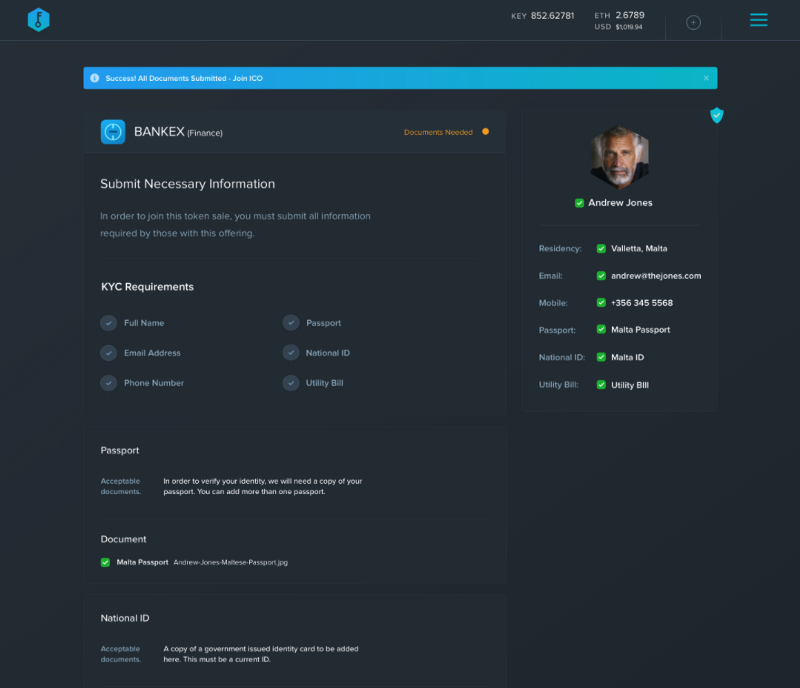 KEY 852.62781
ETH 2.6789
USD $1,019.94
Success! All Documents Submitted - Join ICO
BANKEX (Finance)
Documents Needed
Submit Necessary Information
In order to join this token sale, you must submit all information
required by those with this offering.
KYC Requirements
Full Name
Passport
Email Address
National ID
Phone Number
Utility Bill
Andrew Jones
Residency: Valletta, Malta
Email: andrew@thejones.com
Mobile: +356 345 5568
Passport: Malta Passport
National ID: Malta ID
Utility Bill: Utility BIll
Passport
Acceptable
documents.
In order to verify your identity, we will need a copy of your
passport. You can add more than one passport.
Document
Malta Passport Andrew-Jones-Maltese-Passport.jpg
National ID
Acceptable
documents.
A copy of a government issued identity card to be added
here. This must be a current ID.